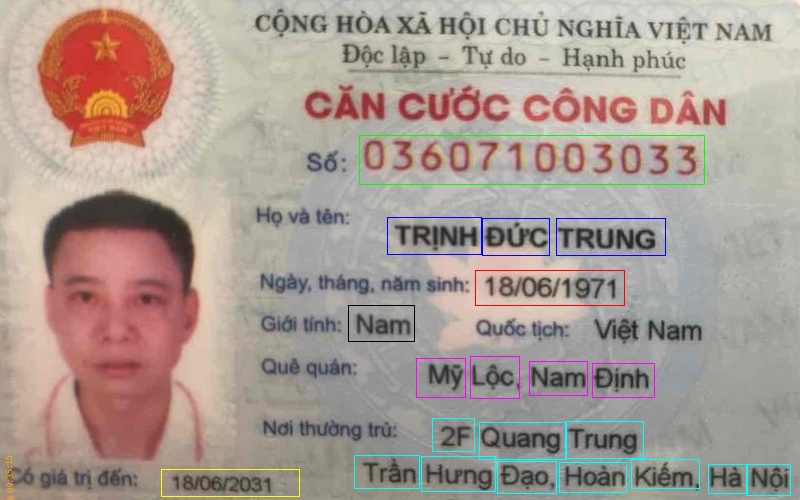 CỘNG HÒA XÃ HỘI CHỦ NGHĨA VIỆT NAM
Độc lập - Tự do - Hạnh phúc
CĂN CƯỚC CÔNG DÂN
Số: 036071003033
Họ và tên:
TRỊNH ĐỨC TRUNG
Ngày, tháng, năm sinh: 18/06/1971
Giới tính: Nam Quốc tịch: Việt Nam
Quê quán: Mỹ Lộc, Nam Định
Nơi thường trú: 2F Quang Trung
Trần Hưng Đạo, Hoàn Kiếm, Hà Nội
Có giá trị đến: 18/06/2031